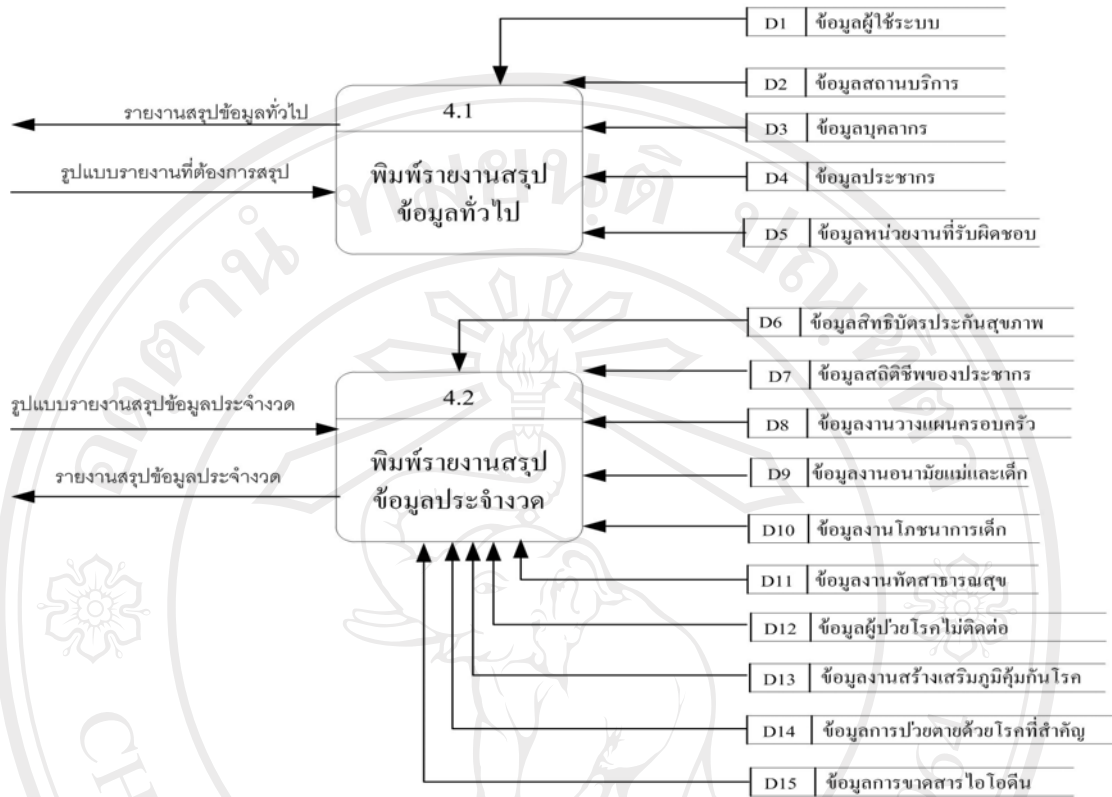 D1 ข้อมูลผู้ใช้ระบบ
D2 ข้อมูลสถานบริการ
D3 ข้อมูลบุคลากร
D4 ข้อมูลประชากร
D5 ข้อมูลหน่วยงานที่รับผิดชอบ
รายงานสรุปข้อมูลทั่วไป
รูปแบบรายงานที่ต้องการสรุป
4.1
พิมพ์รายงานสรุป
ข้อมูลทั่วไป
D6 ข้อมูลสิทธิบัตรประกันสุขภาพ
D7 ข้อมูลสถิติชีพของประชากร
D8 ข้อมูลงานวางแผนครอบครัว
D9 ข้อมูลงานอนามัยแม่และเด็ก
D10 ข้อมูลงานโภชนาการเด็ก
D11 ข้อมูลงานทัตสาธารณสุข
D12 ข้อมูลผู้ป่วยโรคไม่ติดต่อ
D13 ข้อมูลงานสร้างเสริมภูมิคุ้มกันโรค
D14 ข้อมูลการป่วยตายด้วยโรคที่สำคัญ
D15 ข้อมูลการขาดสารไอโอดีน
รูปแบบรายงานสรุปข้อมูลประจำงวด
รายงานสรุปข้อมูลประจำงวด
4.2
พิมพ์รายงานสรุป
ข้อมูลประจำงวด